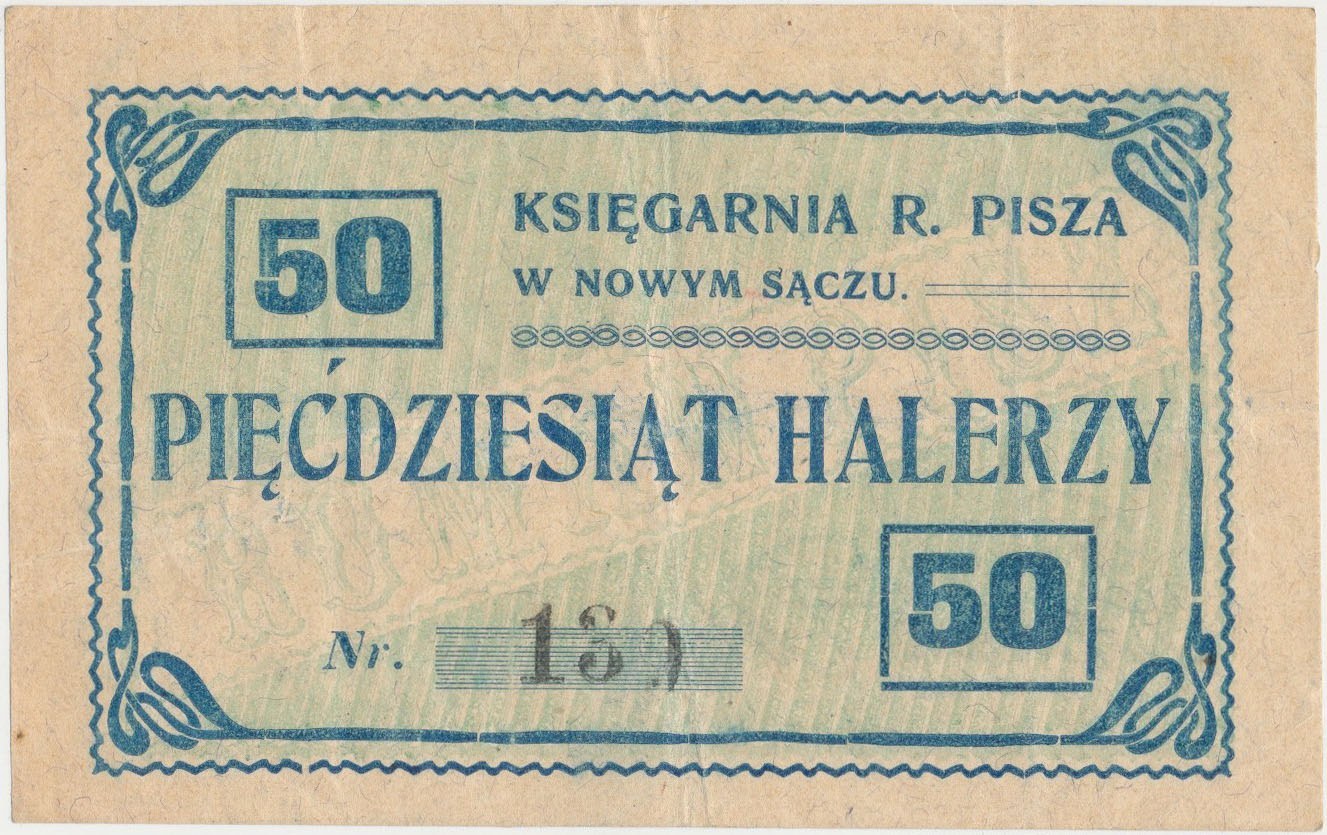 50
KSIĘGARNIA R. PISZA
W NOWYM SĄCZU.
PIĘĆDZIESIĄT HALERZY
50
Nr.